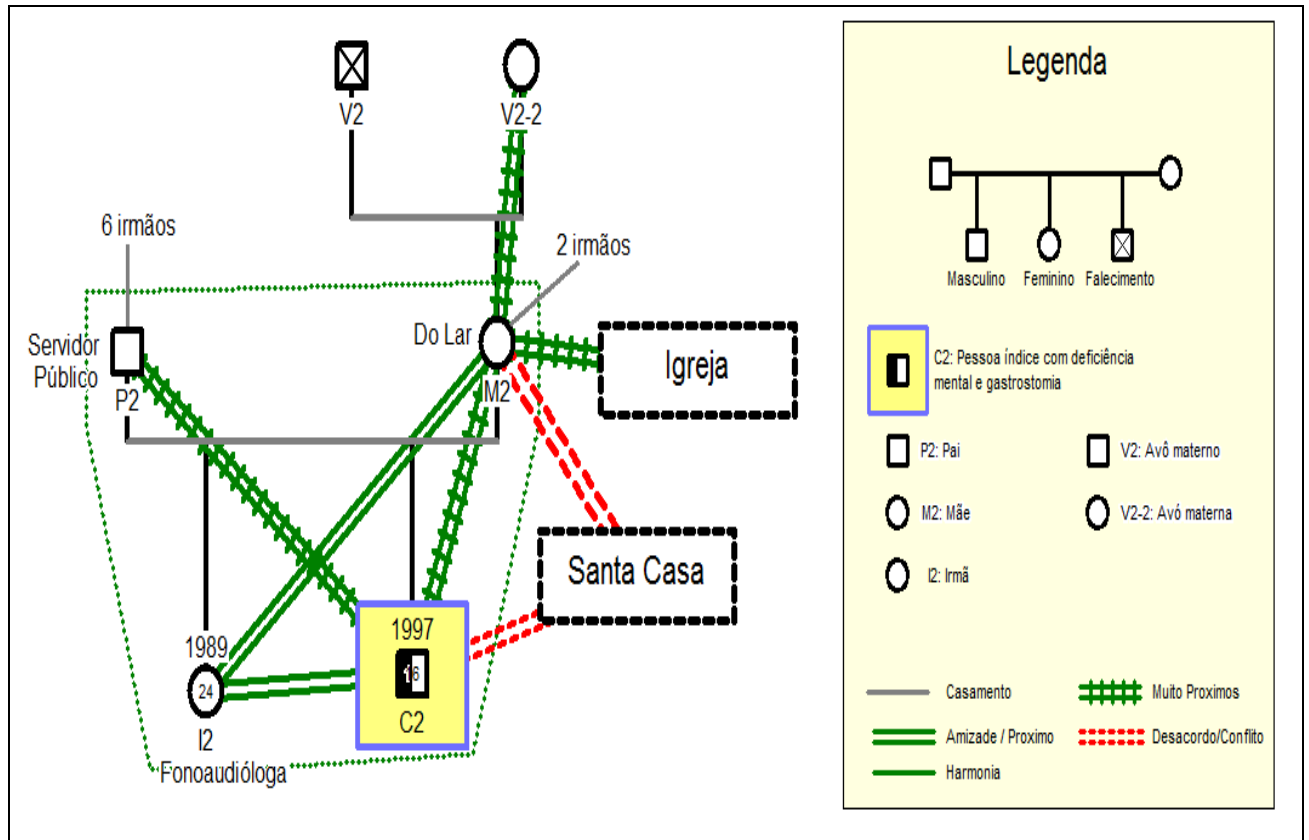 V2
V2-2
6 irmãos
2 irmãos
Servidor
Público
P2
Do Lar
M2
Igreja
Santa Casa
1989
24
I2
Fonoaudióloga
1997
16
C2
Legenda
Masculino
Feminino
Falecimento
C2: Pessoa índice com deficiência
mental e gastrostomia
P2: Pai
V2: Avô materno
M2: Mãe
V2-2: Avó materna
I2: Irmã
Casamento
Muito Proximos
Amizade / Proximo
Desacordo/Conflito
Harmonia